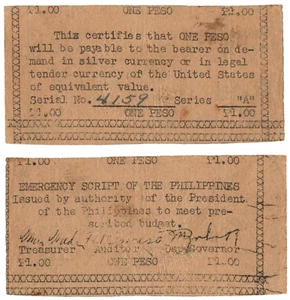 ₱1.00 ONE PESO ₱1.00
This certifies that ONE PESO
will be payable to the bearer on de-
mand in silver currency or in legal
tender currency of the United States
of equivalent value.
Serial No. 4159 Series "A"
₱1.00 ONE PESO ₱1.00
₱1.00 ONE PESO ₱1.00
EMERGENCY SCRIPT OF THE PHILIPPINES
Issued by authority of the President
of the Philippines to meet pre-
scribed budget.
Treasurer Auditor Dep Governor
₱1.00 ONE PESO ₱1.00